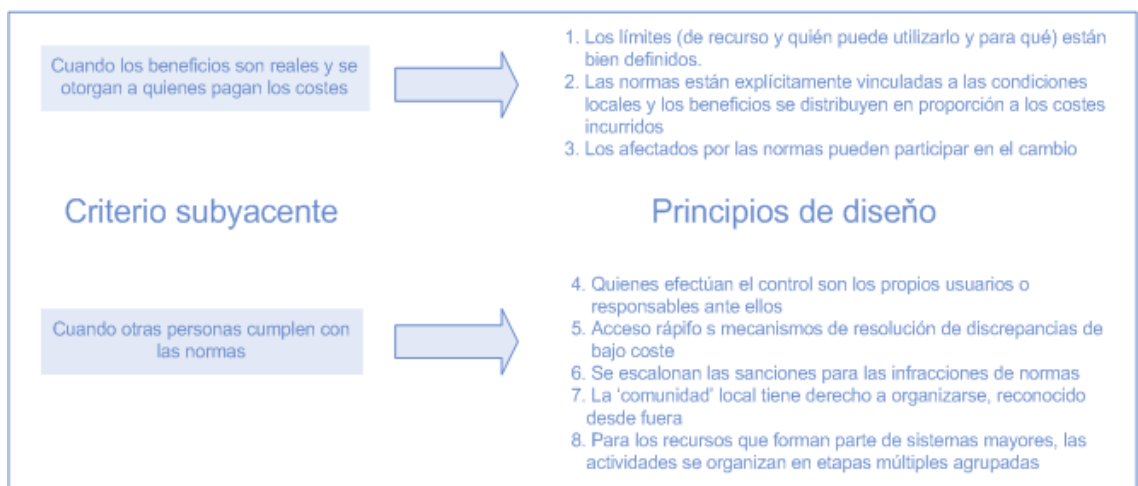 Cuando los beneficios son reales y se
otorgan a quienes pagan los costes
1. Los límites (de recurso y quién puede utilizarlo y para qué) están
bien definidos.
2. Las normas están explícitamente vinculadas a las condiciones
locales y los beneficios se distribuyen en proporción a los costes
incurridos
3. Los afectados por las normas pueden participar en el cambio
Criterio subyacente
Principios de diseňo
Cuando otras personas cumplen con
las normas
4. Quienes efectúan el control son los propios usuarios o
responsables ante ellos
5. Acceso rápifo s mecanismos de resolución de discrepancias de
bajo coste
6. Se escalonan las sanciones para las infracciones de normas
7. La ‘comunidad’ local tiene derecho a organizarse, reconocido
desde fuera
8. Para los recursos que forman parte de sistemas mayores, las
actividades se organizan en etapas múltiples agrupadas